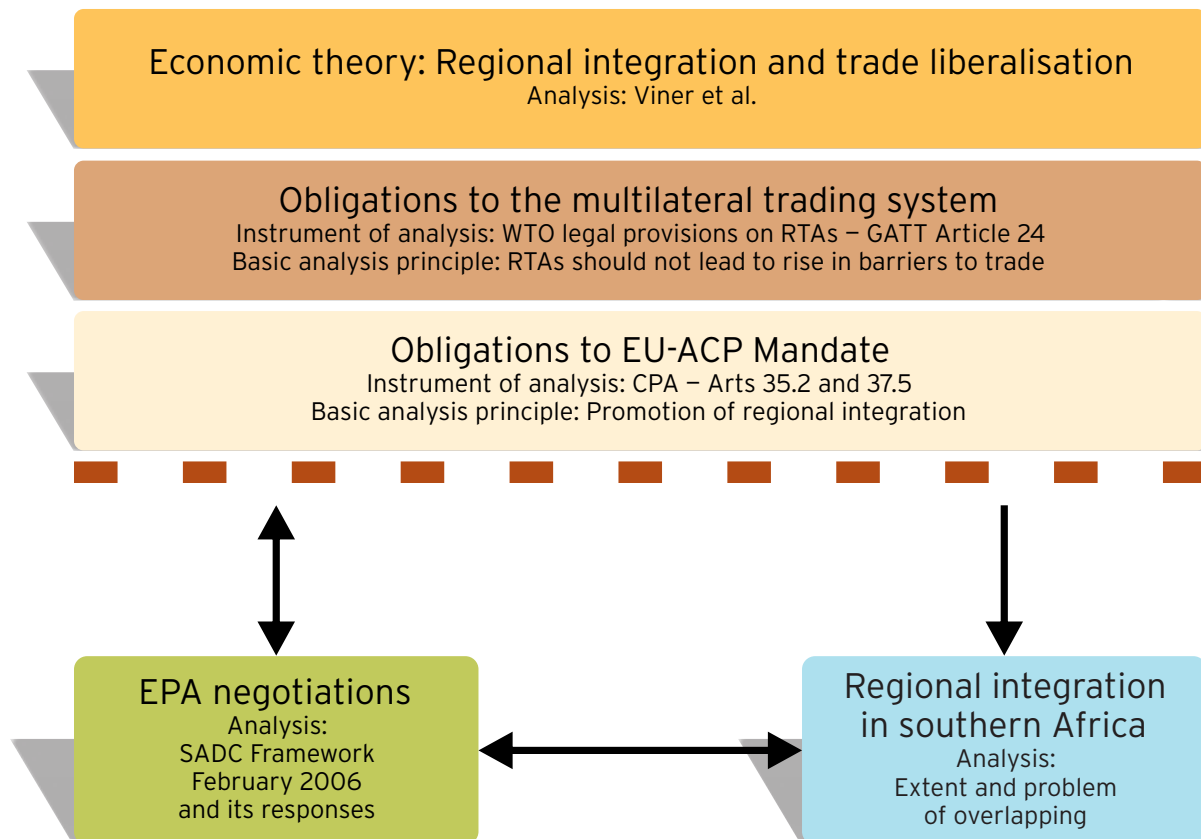 Economic theory: Regional integration and trade liberalisation
Analysis: Viner et al.
Obligations to the multilateral trading system
Instrument of analysis: WTO legal provisions on RTAs – GATT Article 24
Basic analysis principle: RTAs should not lead to rise in barriers to trade
Obligations to EU-ACP Mandate
Instrument of analysis: CPA – Arts 35.2 and 37.5
Basic analysis principle: Promotion of regional integration
EPA negotiations
Analysis:
SADC Framework
February 2006
and its responses
Regional integration
in southern Africa
Analysis:
Extent and problem
of overlapping